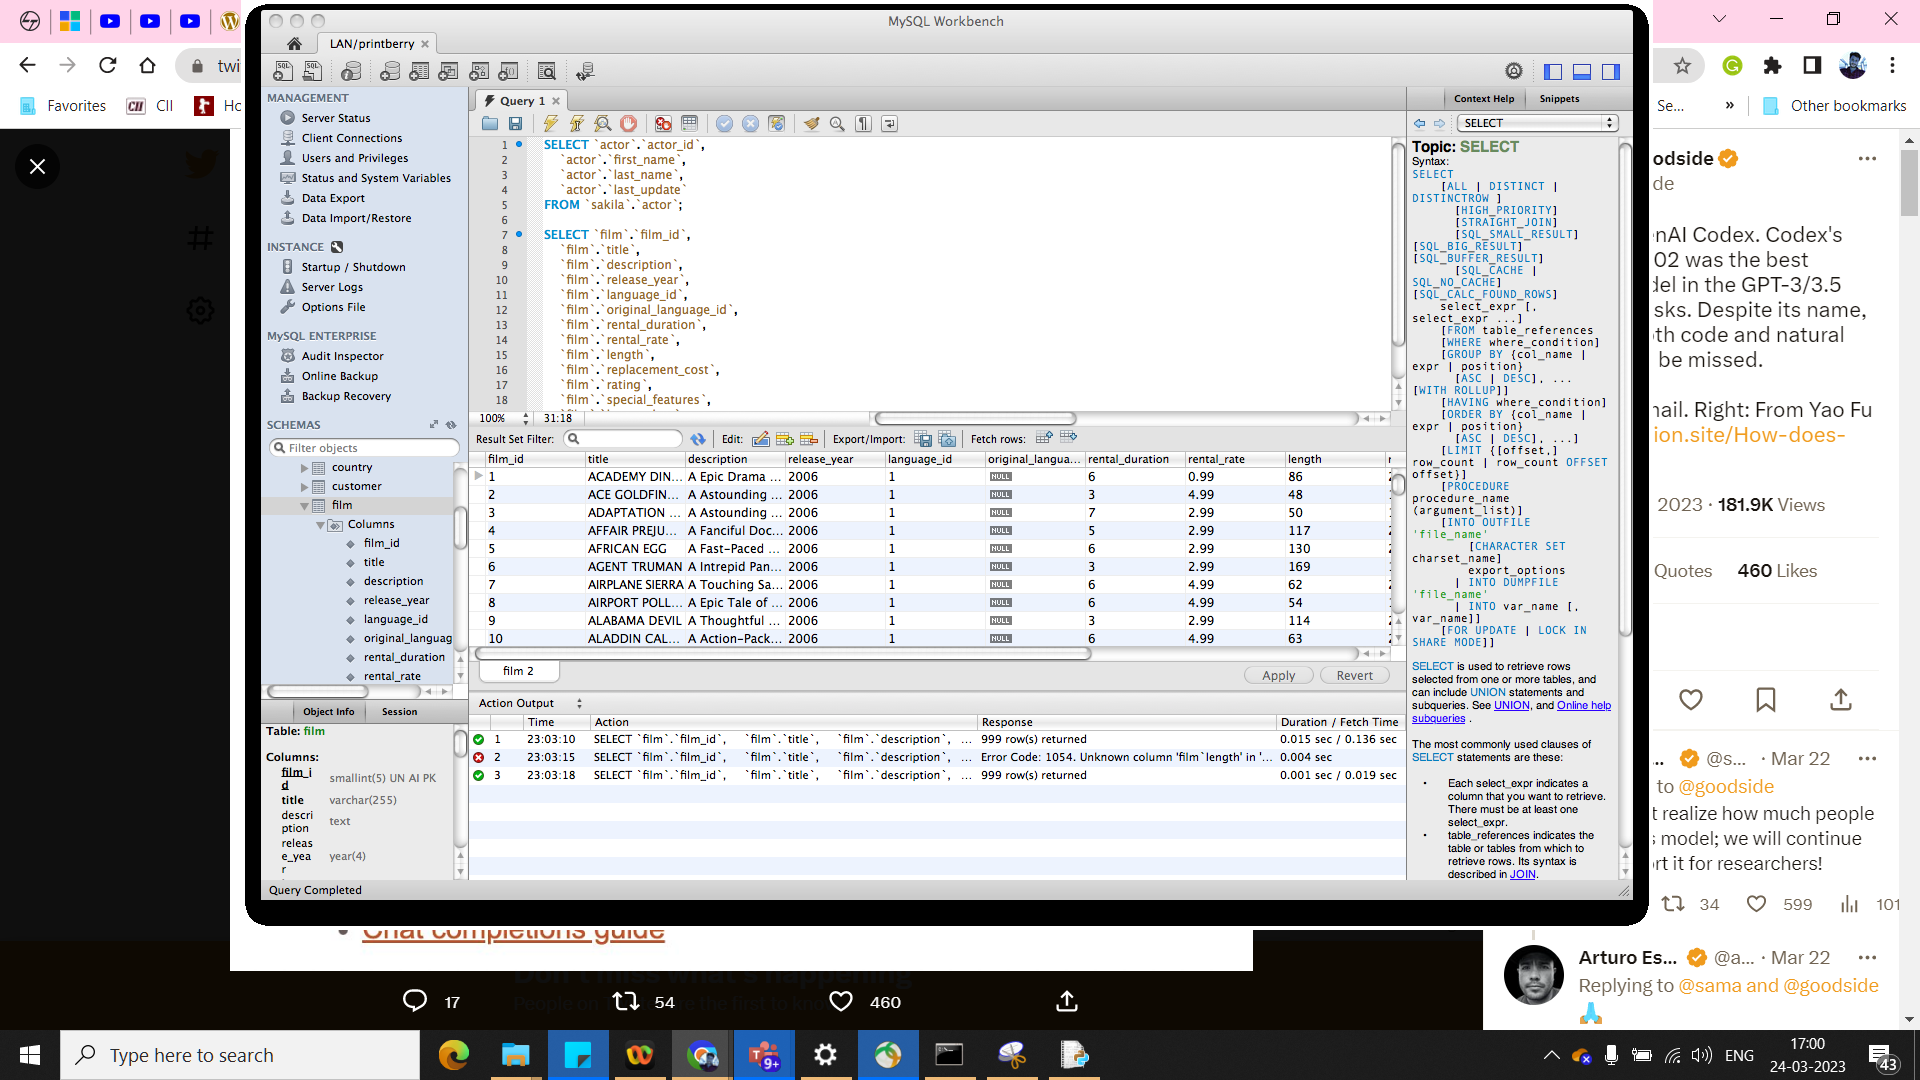 twi
Favorites
CII
CII
Ho
Se...
»
Other bookmarks
MySQL Workbench
LAN/printberry
MANAGEMENT
Server Status
Client Connections
Users and Privileges
Status and System Variables
Data Export
Data Import/Restore
INSTANCE
Startup / Shutdown
Server Logs
Options File
MySQL ENTERPRISE
Audit Inspector
Online Backup
Backup Recovery
SCHEMAS
Filter objects
country
customer
film
Columns
film_id
title
description
release_year
language_id
original_languag
rental_duration
rental_rate
Object Info
Session
Table: film
Columns:
film_i
d
smallint(5) UN AI PK
title
varchar(255)
descri
ption
text
releas
e_yea
r
year(4)
Query Completed
Query 1
1 SELECT `actor`.`actor_id`,
2 `actor`.`first_name`,
3 `actor`.`last_name`,
4 `actor`.`last_update`
5 FROM `sakila`.`actor`;
6
7 SELECT `film`.`film_id`,
8 `film`.`title`,
9 `film`.`description`,
10 `film`.`release_year`,
11 `film`.`language_id`,
12 `film`.`original_language_id`,
13 `film`.`rental_duration`,
14 `film`.`rental_rate`,
15 `film`.`length`,
16 `film`.`replacement_cost`,
17 `film`.`rating`,
18 `film`.`special_features`,
100% 31:18
Result Set Filter:
Edit:
Export/Import:
Fetch rows:
film_id title description release_year language_id original_langua... rental_duration rental_rate length
1 ACADEMY DIN... A Epic Drama ... 2006 1 NULL 6 0.99 86
2 ACE GOLDFIN... A Astounding ... 2006 1 NULL 3 4.99 48
3 ADAPTATION ... A Astounding ... 2006 1 NULL 7 2.99 50
4 AFFAIR PREJU... A Fanciful Doc... 2006 1 NULL 5 2.99 117
5 AFRICAN EGG A Fast-Paced ... 2006 1 NULL 6 2.99 130
6 AGENT TRUMAN A Intrepid Pan... 2006 1 NULL 3 2.99 169
7 AIRPLANE SIERRA A Touching Sa... 2006 1 NULL 6 4.99 62
8 AIRPORT POLL... A Epic Tale of ... 2006 1 NULL 6 4.99 54
9 ALABAMA DEVIL A Thoughtful ... 2006 1 NULL 3 2.99 114
10 ALADDIN CAL... A Action-Pack... 2006 1 NULL 6 4.99 63
film 2
Apply
Revert
Action Output
Time Action Response Duration / Fetch Time
1 23:03:10 SELECT `film`.`film_id`, `film`.`title`, `film`.`description`, ... 999 row(s) returned 0.015 sec / 0.136 sec
2 23:03:15 SELECT `film`.`film_id`, `film`.`title`, `film`.`description`, ... Error Code: 1054. Unknown column 'film`length' in '... 0.004 sec
3 23:03:18 SELECT `film`.`film_id`, `film`.`title`, `film`.`description`, ... 999 row(s) returned 0.001 sec / 0.019 sec
Context Help
Snippets
SELECT
Topic: SELECT
Syntax:
SELECT
[ALL | DISTINCT |
DISTINCTROW ]
[HIGH_PRIORITY]
[STRAIGHT_JOIN]
[SQL_SMALL_RESULT]
[SQL_BIG_RESULT]
[SQL_BUFFER_RESULT]
[SQL_CACHE |
SQL_NO_CACHE]
[SQL_CALC_FOUND_ROWS]
select_expr [,
select_expr ...]
[FROM table_references
[WHERE where_condition]
[GROUP BY {col_name |
expr | position}
[ASC | DESC], ...
[WITH ROLLUP]]
[HAVING where_condition]
[ORDER BY {col_name |
expr | position}
[ASC | DESC], ...]
[LIMIT {[offset,]
row_count | row_count OFFSET
offset}]
[PROCEDURE
procedure_name
(argument_list)]
[INTO OUTFILE
'file_name'
[CHARACTER SET
charset_name]
export_options
| INTO DUMPFILE
'file_name'
| INTO var_name [,
var_name]]
[FOR UPDATE | LOCK IN
SHARE MODE]]
SELECT is used to retrieve rows
selected from one or more tables, and
can include UNION statements and
subqueries. See UNION, and Online help
subqueries .
The most commonly used clauses of
SELECT statements are these:
• Each select_expr indicates a
column that you want to retrieve.
There must be at least one
select_expr.
• table_references indicates the
table or tables from which to
retrieve rows. Its syntax is
described in JOIN.
oodside
de
nAI Codex. Codex's
02 was the best
del in the GPT-3/3.5
sks. Despite its name,
th code and natural
be missed.
nail. Right: From Yao Fu
ion.site/How-does-
2023 · 181.9K Views
Quotes 460 Likes
... @s... · Mar 22
to @goodside
t realize how much people
s model; we will continue
rt it for researchers!
34 599 101
Arturo Es... @a... · Mar 22
Replying to @sama and @goodside
• Chat completions guide
Don't miss what's happening
People on the first to know
17 54 460
Type here to search
9+
ENG
17:00
24-03-2023
43